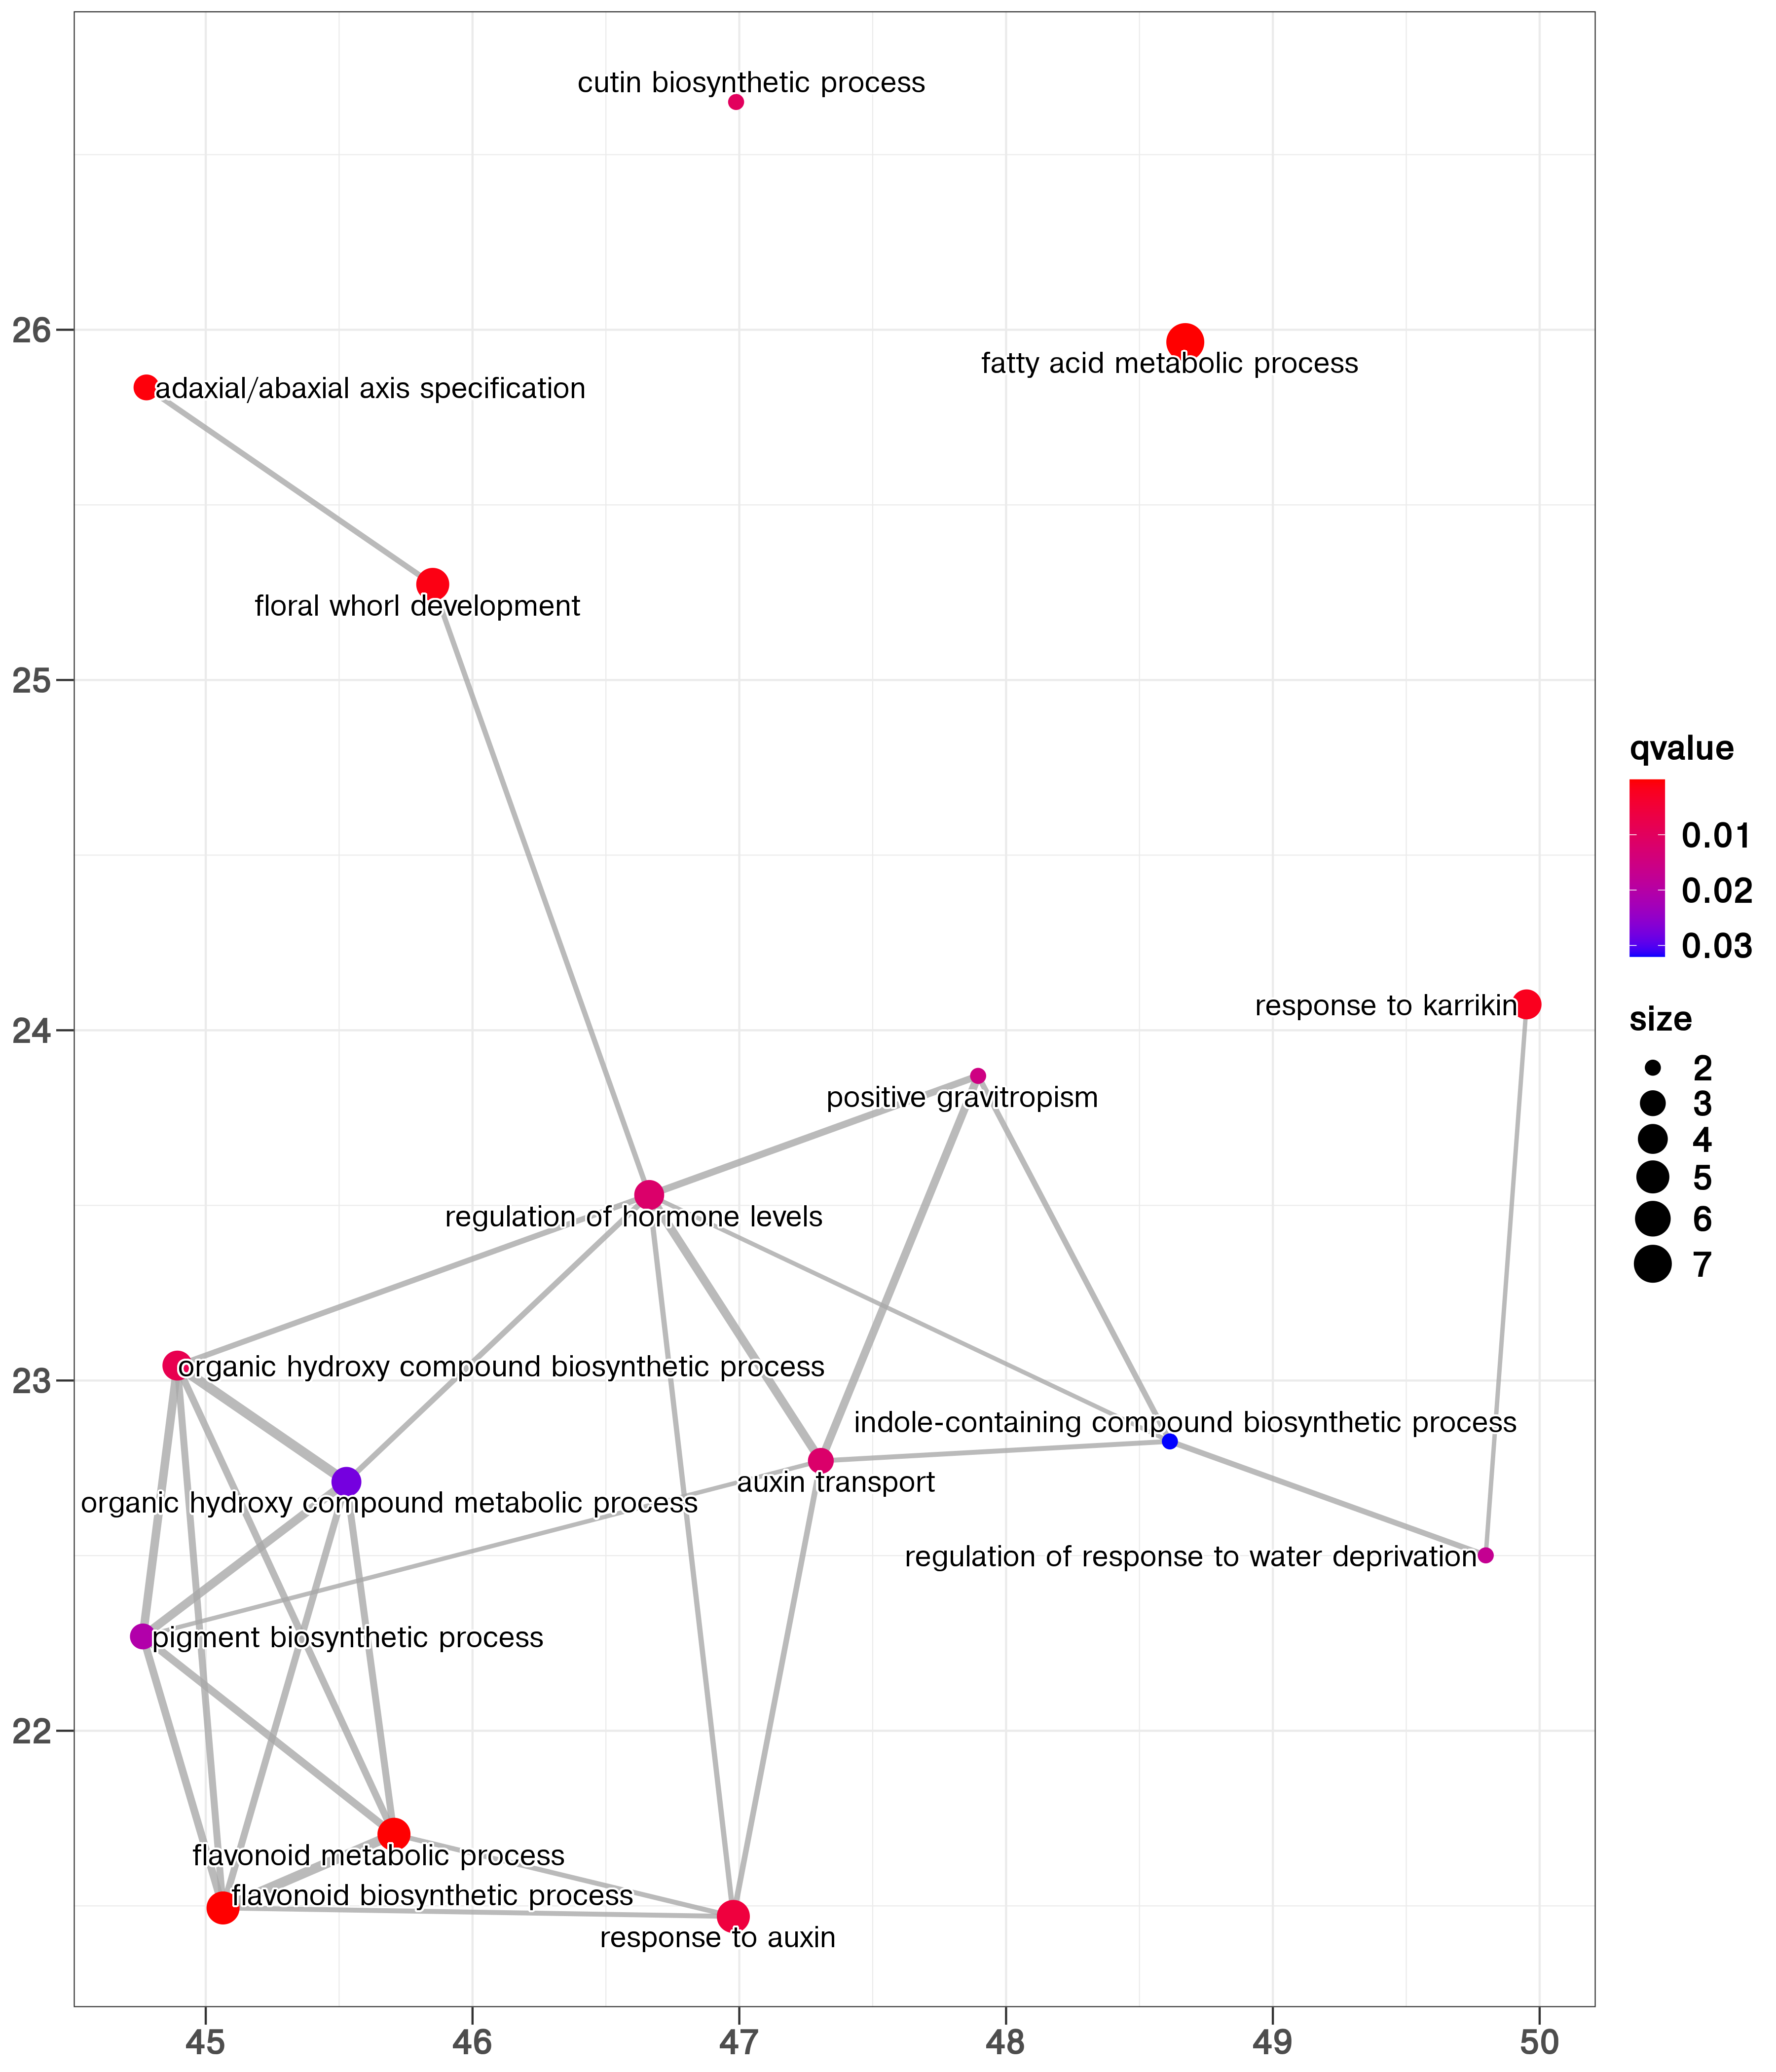 cutin biosynthetic process
26
fatty acid metabolic process
adaxial/abaxial axis specification
floral whorl development
25
qvalue
0.01
0.02
0.03
24
response to karrikin
size
2
3
4
5
6
7
positive gravitropism
regulation of hormone levels
23
organic hydroxy compound biosynthetic process
indole-containing compound biosynthetic process
auxin transport
organic hydroxy compound metabolic process
regulation of response to water deprivation
pigment biosynthetic process
22
flavonoid metabolic process
flavonoid biosynthetic process
response to auxin
45 46 47 48 49 50